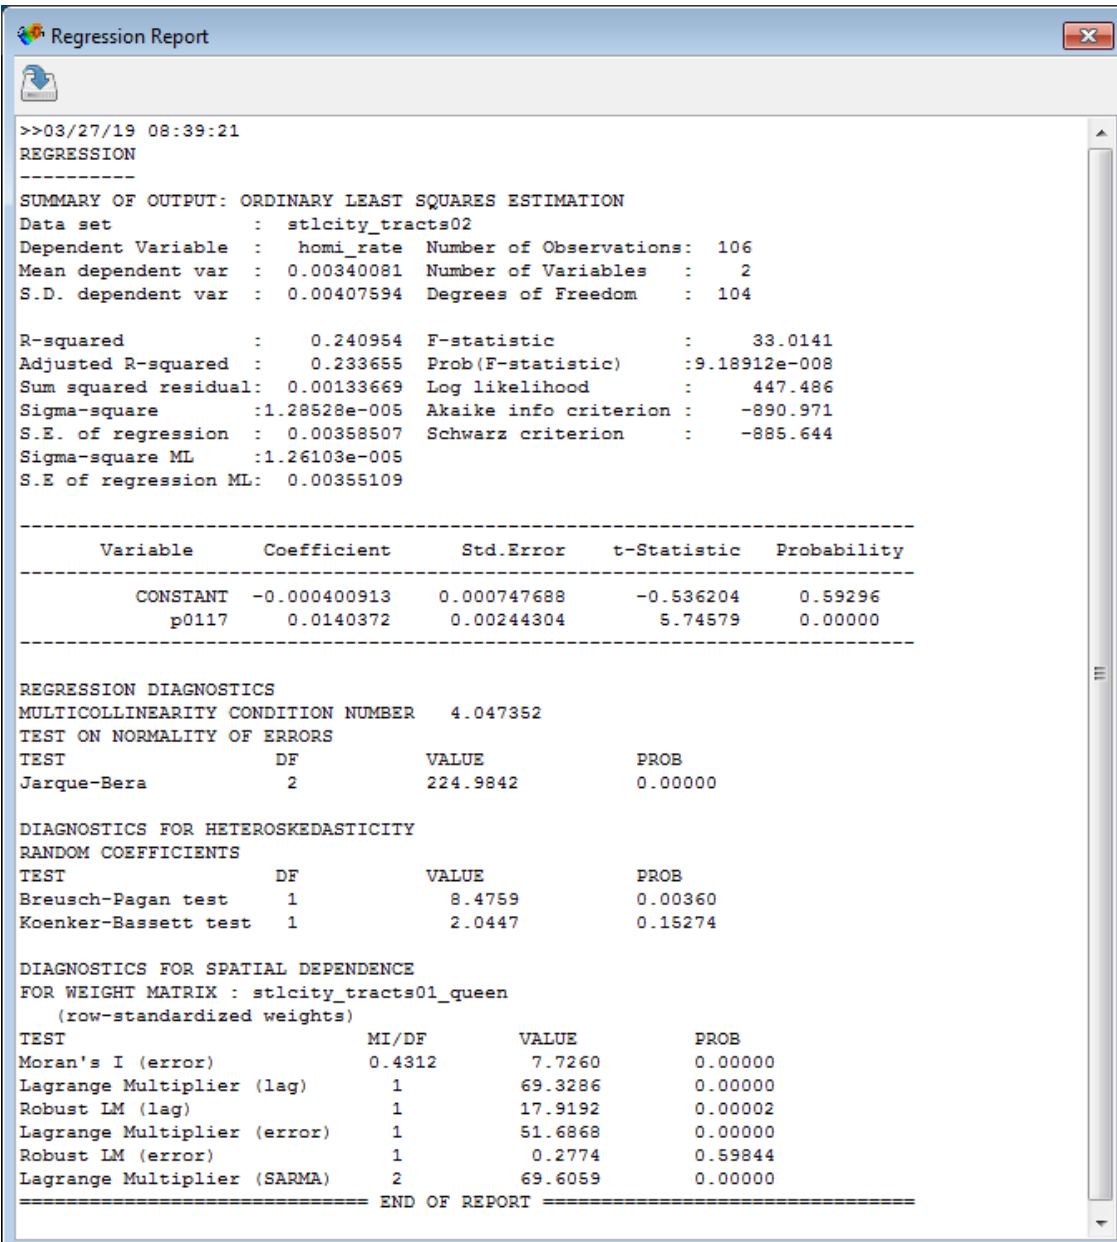 Regression Report
>>03/27/19 08:39:21
REGRESSION
----------
SUMMARY OF OUTPUT: ORDINARY LEAST SQUARES ESTIMATION
Data set            :  stlcity_tracts02
Dependent Variable  :   homi_rate  Number of Observations:  106
Mean dependent var  :  0.00340081  Number of Variables   :    2
S.D. dependent var  :  0.00407594  Degrees of Freedom    :  104
R-squared           :    0.240954  F-statistic           :     33.0141
Adjusted R-squared  :    0.233655  Prob(F-statistic)     :9.18912e-008
Sum squared residual:  0.00133669  Log likelihood        :     447.486
Sigma-square        :1.28528e-005  Akaike info criterion :    -890.971
S.E. of regression  :  0.00358507  Schwarz criterion     :    -885.644
Sigma-square ML     :1.26103e-005
S.E of regression ML:  0.00355109
-----------------------------------------------------------------------------
Variable      Coefficient      Std.Error    t-Statistic   Probability
-----------------------------------------------------------------------------
CONSTANT  -0.000400913    0.000747688      -0.536204     0.59296
p0117     0.0140372     0.00244304        5.74579     0.00000
-----------------------------------------------------------------------------
REGRESSION DIAGNOSTICS
MULTICOLLINEARITY CONDITION NUMBER   4.047352
TEST ON NORMALITY OF ERRORS
TEST                  DF           VALUE             PROB
Jarque-Bera            2           224.9842          0.00000
DIAGNOSTICS FOR HETEROSKEDASTICITY
RANDOM COEFFICIENTS
TEST                  DF           VALUE             PROB
Breusch-Pagan test     1             8.4759          0.00360
Koenker-Bassett test   1             2.0447          0.15274
DIAGNOSTICS FOR SPATIAL DEPENDENCE
FOR WEIGHT MATRIX : stlcity_tracts01_queen
(row-standardized weights)
TEST                          MI/DF        VALUE          PROB
Moran's I (error)             0.4312        7.7260        0.00000
Lagrange Multiplier (lag)       1          69.3286        0.00000
Robust LM (lag)                 1          17.9192        0.00002
Lagrange Multiplier (error)     1          51.6868        0.00000
Robust LM (error)               1           0.2774        0.59844
Lagrange Multiplier (SARMA)     2          69.6059        0.00000
============================== END OF REPORT ================================